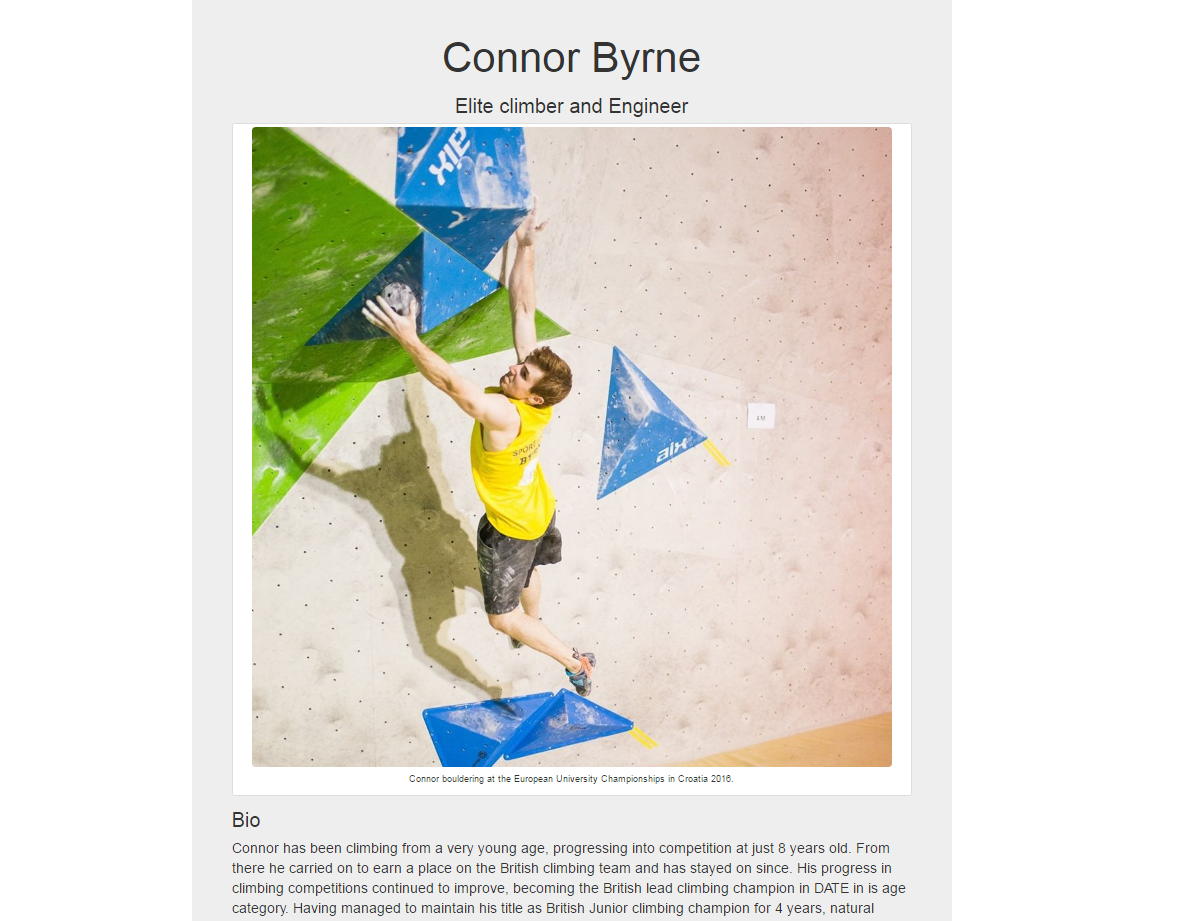 Connor Byrne
Elite climber and Engineer
XIE
SPORT
aix
Connor bouldering at the European University Championships in Croatia 2016.
Bio
Connor has been climbing from a very young age, progressing into competition at just 8 years old. From
there he carried on to earn a place on the British climbing team and has stayed on since. His progress in
climbing competitions continued to improve, becoming the British lead climbing champion in DATE in is age
category. Having managed to maintain his title as British Junior climbing champion for 4 years, natural